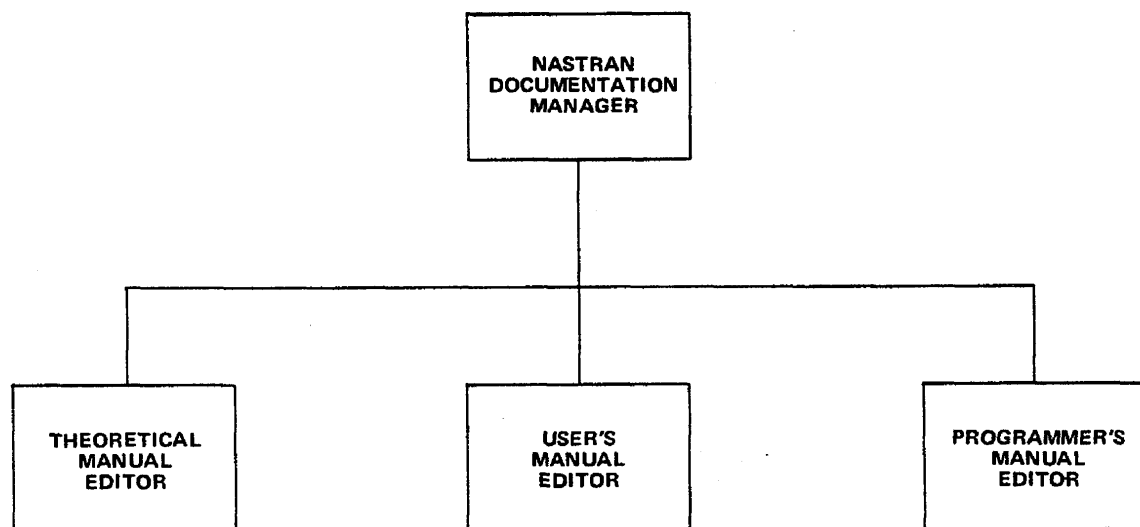 NASTRAN
DOCUMENTATION
MANAGER
THEORETICAL
MANUAL
EDITOR
USER'S
MANUAL
EDITOR
PROGRAMMER'S
MANUAL
EDITOR